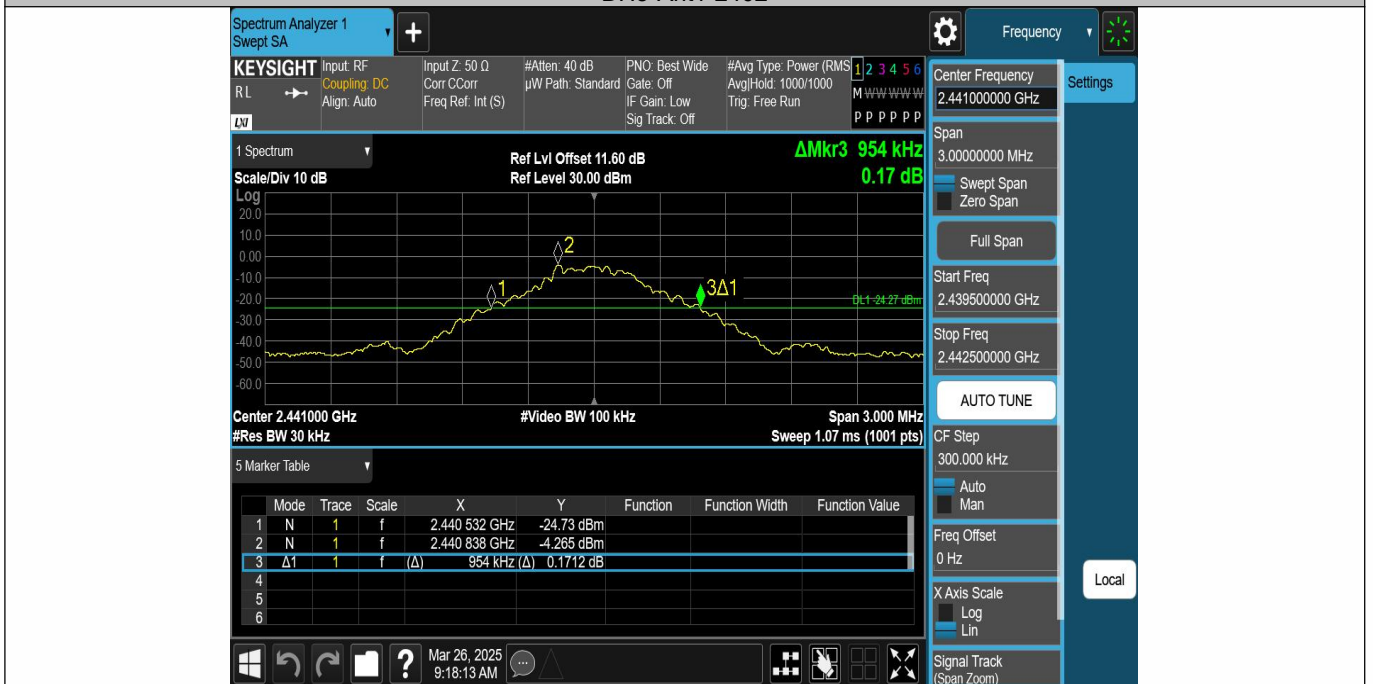 Spectrum Analyzer 1
Swept SA
+
Frequency
KEYSIGHT
RL
LXI
Input: RF
Coupling: DC
Align: Auto
Input Z: 50 Ω
Corr CCorr
Freq Ref: Int (S)
#Atten: 40 dB
µW Path: Standard
PNO: Best Wide
Gate: Off
IF Gain: Low
Sig Track: Off
#Avg Type: Power (RMS
Avg|Hold: 1000/1000
Trig: Free Run
1 2 3 4 5 6
M W W W W W
P P P P P P
1 Spectrum
Scale/Div 10 dB
Ref Lvl Offset 11.60 dB
Ref Level 30.00 dBm
ΔMkr3 954 kHz
0.17 dB
Log
20.0
10.0
0.00
-10.0
-20.0
-30.0
-40.0
-50.0
-60.0
1
2
3Δ1
DL1 -24.27 dBm
Center 2.441000 GHz
#Video BW 100 kHz
Span 3.000 MHz
#Res BW 30 kHz
Sweep 1.07 ms (1001 pts)
5 Marker Table
Mode Trace Scale X Y Function Function Width Function Value
1 N 1 f 2.440 532 GHz -24.73 dBm
2 N 1 f 2.440 838 GHz -4.265 dBm
3 Δ1 1 f (Δ) 954 kHz (Δ) 0.1712 dB
4
5
6
Mar 26, 2025
9:18:13 AM
?
Center Frequency
2.441000000 GHz
Settings
Span
3.00000000 MHz
Swept Span
Zero Span
Full Span
Start Freq
2.439500000 GHz
Stop Freq
2.442500000 GHz
AUTO TUNE
CF Step
300.000 kHz
Auto
Man
Freq Offset
0 Hz
X Axis Scale
Log
Lin
Local
Signal Track
(Span Zoom)